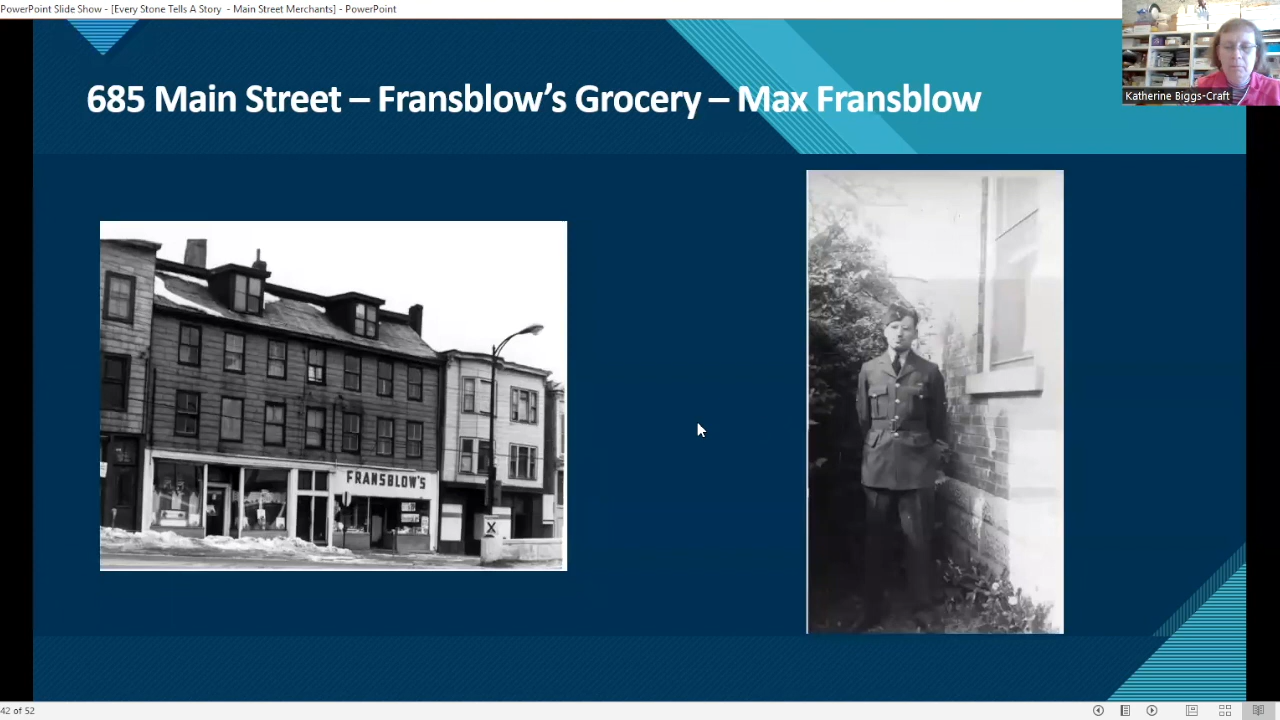 PowerPoint Slide Show - [Every Stone Tells A Story - Main Street Merchants] - PowerPoint
685 Main Street – Fransblow’s Grocery – Max Fransblow
Katherine Biggs-Craft
FRANSBLOW'S
X
42 of 52